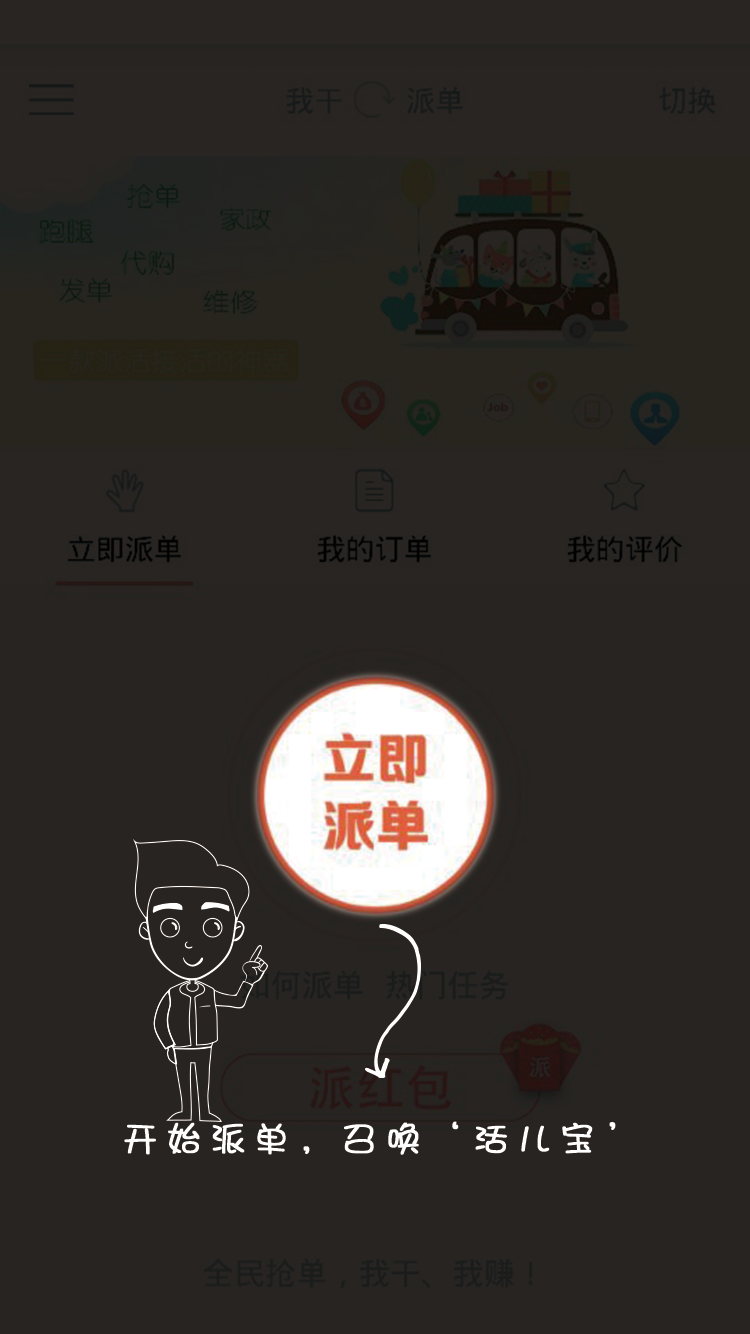 我干 派单 切换
抢单
跑腿 家政
代购
发单 维修
Job
立即派单 我的订单 我的评价
立即
派单
如何派单 热门任务
派红包 派
开始派单，召唤‘活儿宝’
全民抢单，我干、我赚！